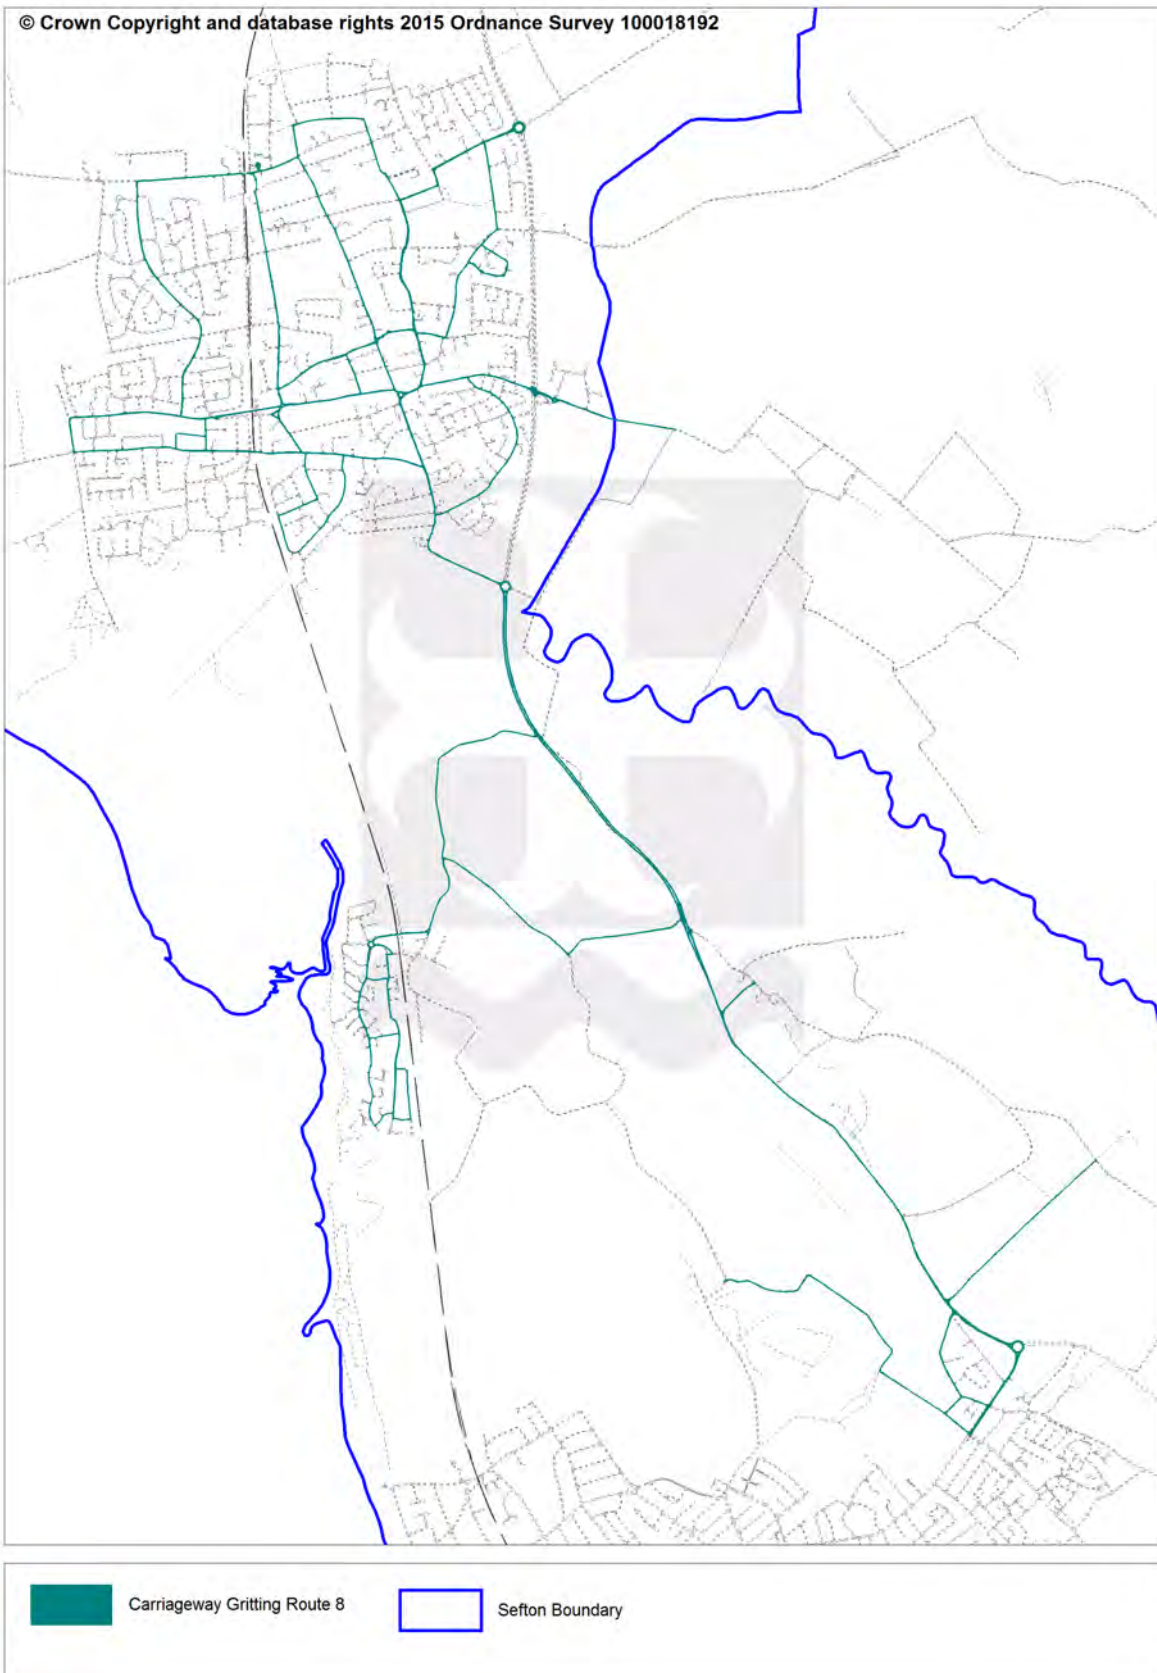 © Crown Copyright and database rights 2015 Ordnance Survey 100018192
Carriageway Gritting Route 8
Sefton Boundary